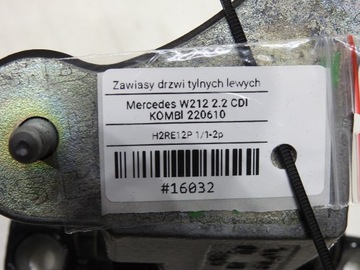 Zawiasy drzwi tylnych lewych
Mercedes W212 2.2 CDI
KOMBI 220610
H2RE12P 1/1-2p
#16032